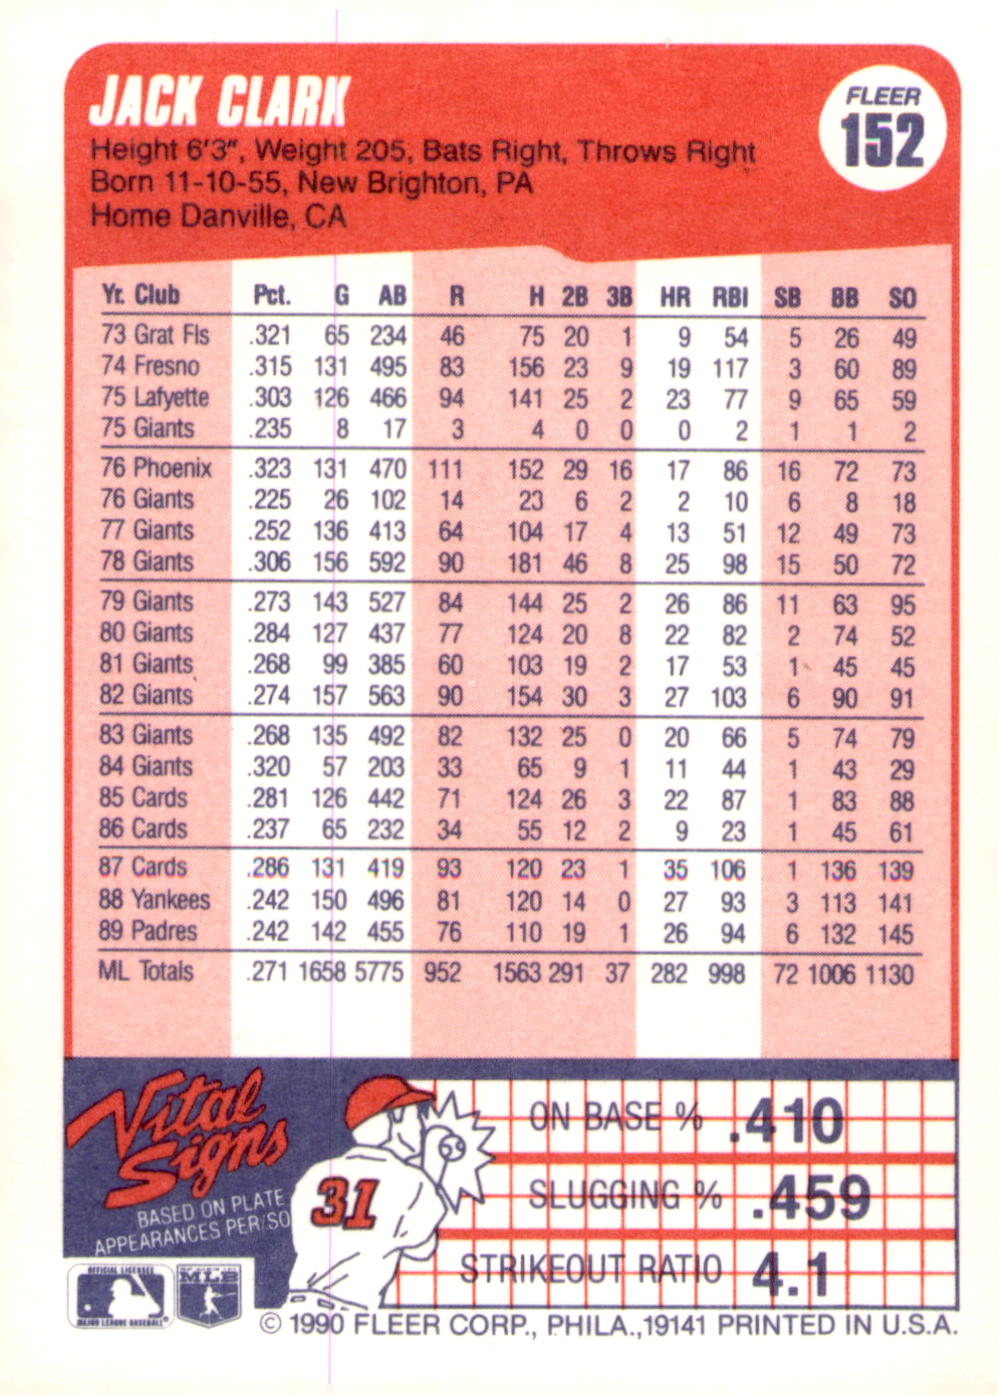 JACK CLARK
FLEER
152
Height 6'3", Weight 205, Bats Right, Throws Right
Born 11-10-55, New Brighton, PA
Home Danville, CA
Yr. Club Pct. G AB R H 2B 3B HR RBI SB BB SO
73 Grat Fls .321 65 234 46 75 20 1 9 54 5 26 49
74 Fresno .315 131 495 83 156 23 9 19 117 3 60 89
75 Lafyette .303 126 466 94 141 25 2 23 77 9 65 59
75 Giants .235 8 17 3 4 0 0 0 2 1 1 2
76 Phoenix .323 131 470 111 152 29 16 17 86 16 72 73
76 Giants .225 26 102 14 23 6 2 2 10 6 8 18
77 Giants .252 136 413 64 104 17 4 13 51 12 49 73
78 Giants .306 156 592 90 181 46 8 25 98 15 50 72
79 Giants .273 143 527 84 144 25 2 26 86 11 63 95
80 Giants .284 127 437 77 124 20 8 22 82 2 74 52
81 Giants .268 99 385 60 103 19 2 17 53 1 45 45
82 Giants .274 157 563 90 154 30 3 27 103 6 90 91
83 Giants .268 135 492 82 132 25 0 20 66 5 74 79
84 Giants .320 57 203 33 65 9 1 11 44 1 43 29
85 Cards .281 126 442 71 124 26 3 22 87 1 83 88
86 Cards .237 65 232 34 55 12 2 9 23 1 45 61
87 Cards .286 131 419 93 120 23 1 35 106 1 136 139
88 Yankees .242 150 496 81 120 14 0 27 93 3 113 141
89 Padres .242 142 455 76 110 19 1 26 94 6 132 145
ML Totals .271 1658 5775 952 1563 291 37 282 998 72 1006 1130
Vital
Signs
BASED ON PLATE
APPEARANCES PER/SO
31
ON BASE % .410
SLUGGING % .459
STRIKEOUT RATIO 4.1
OFFICIAL LICENSEE
MAJOR LEAGUE BASEBALL
MLB
© 1990 FLEER CORP., PHILA.,19141 PRINTED IN U.S.A.